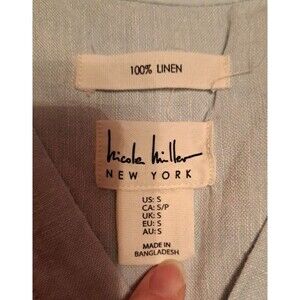 100% LINEN
Nicole Miller
NEW YORK
US: S
CA: S/P
UK: S
EU: S
AU: S
MADE IN
BANGLADESH